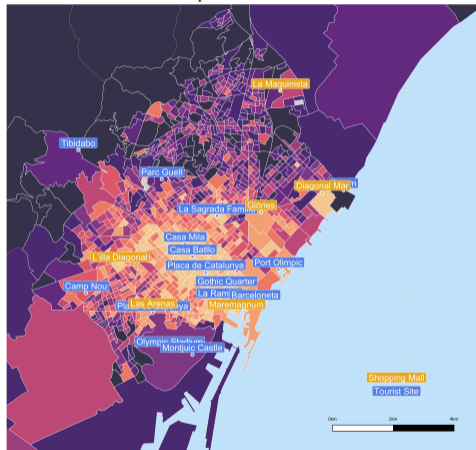 La Maquinista
Tibidabo
Parc Guell
Diagonal Mar
La Sagrada Familia
Glòries
Casa Mila
Casa Batllo
L'illa Diagonal
Placa de Catalunya
Port Olimpic
Gothic Quarter
Camp Nou
La Ram
Barceloneta
Las Arenas
Maremagnum
Olympic Stadium
Montjuic Castle
Shopping Mall
Tourist Site
0km 2km 4km